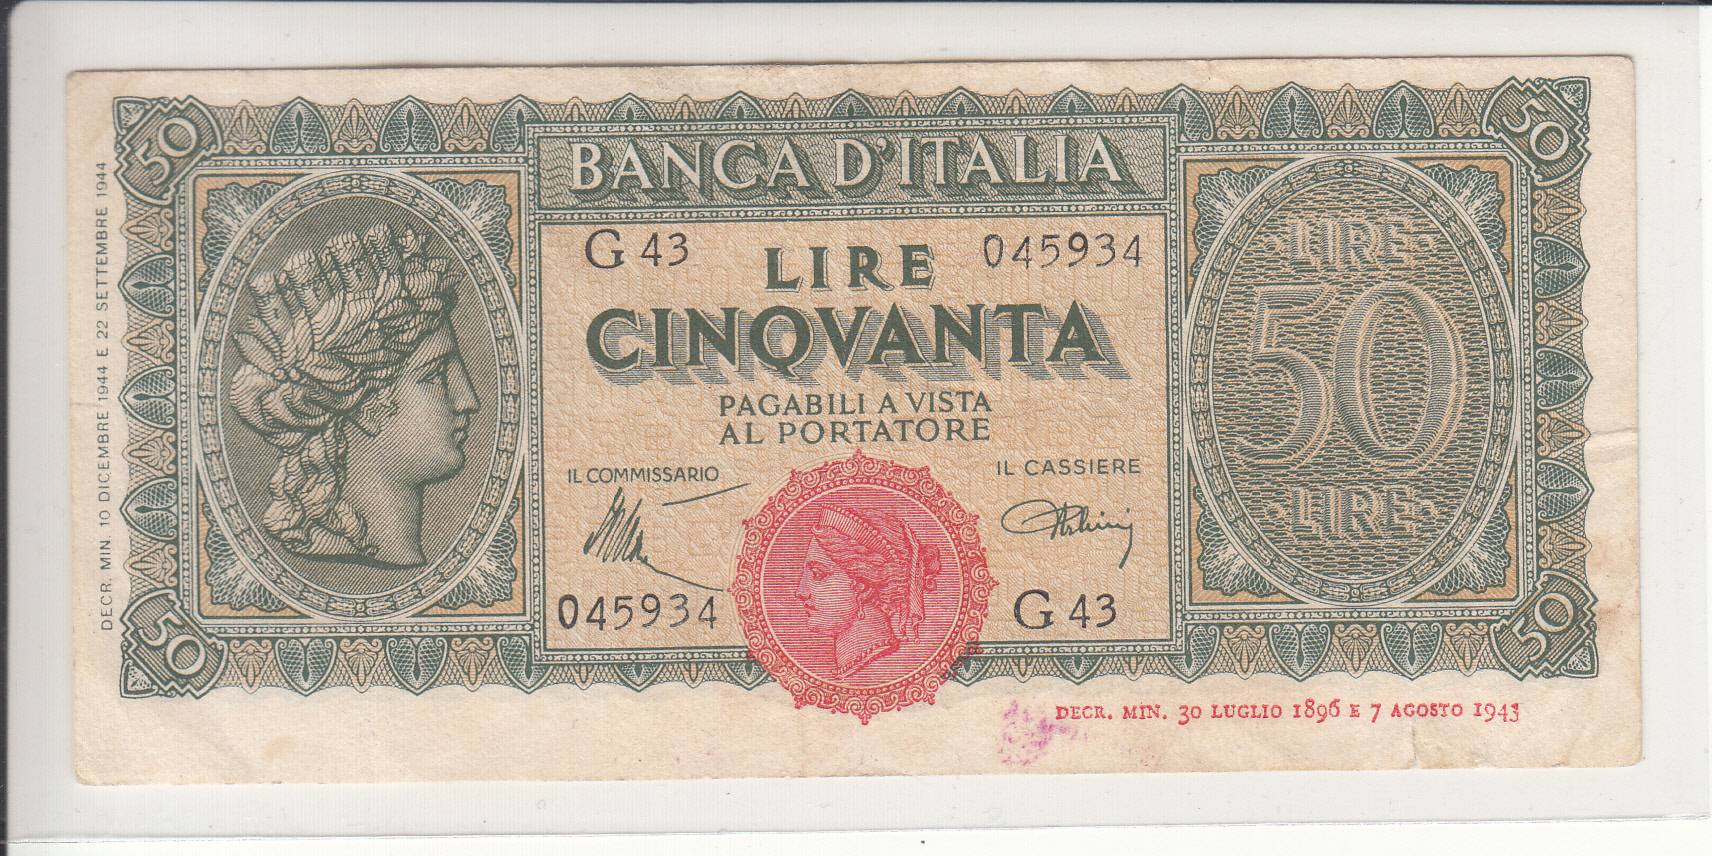 50
50
BANCA D'ITALIA
G 43
LIRE
045934
CINQVANTA
PAGABILI A VISTA
AL PORTATORE
IL COMMISSARIO
IL CASSIERE
045934
G 43
LIRE
50
LIRE
50
50
DECR. MIN. 10 DICEMBRE 1944 E 22 SETTEMBRE 1944
DECR. MIN. 30 LUGLIO 1896 E 7 AGOSTO 1943